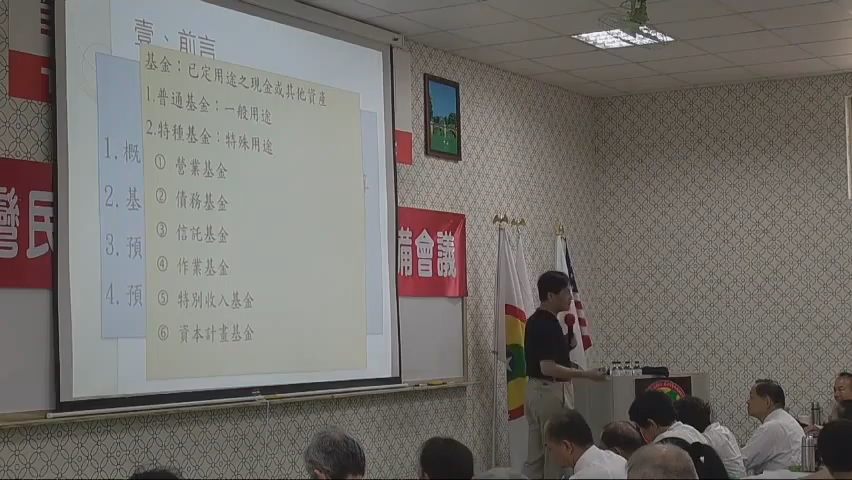 壹、前言
基金：已定用途之現金或其他資產
1.普通基金：一般用途
2.特種基金：特殊用途
① 營業基金
② 債務基金
③ 信託基金
④ 作業基金
⑤ 特別收入基金
⑥ 資本計畫基金
1.概
2.基
3.預
4.預
灣民
備會議